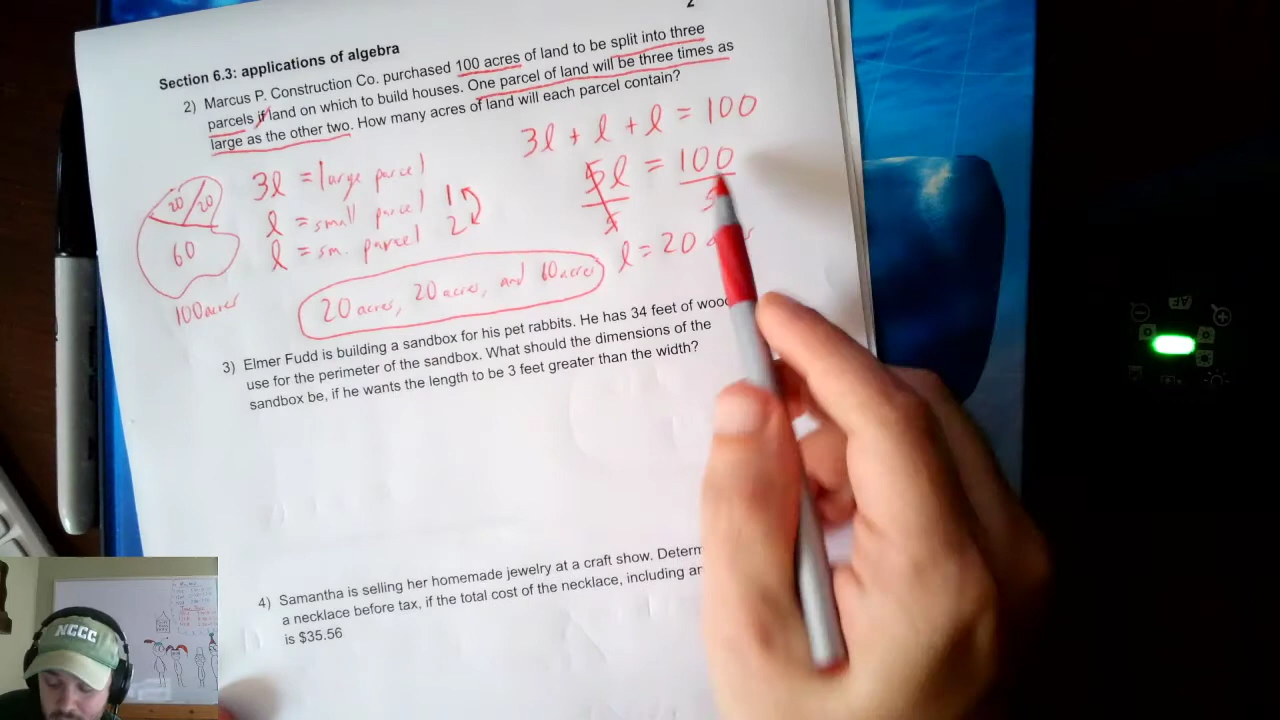 2
Section 6.3: applications of algebra
2) Marcus P. Construction Co. purchased 100 acres of land to be split into three
parcels if land on which to build houses. One parcel of land will be three times as
large as the other two. How many acres of land will each parcel contain?
3l + l + l = 100
3l = large parcel
5l = 100
5 5
l = small parcel 1
l = sm. parcel 2
l = 20
20 20
60
100 acres
20 acres, 20 acres, and 60 acres
3) Elmer Fudd is building a sandbox for his pet rabbits. He has 34 feet of wood
use for the perimeter of the sandbox. What should the dimensions of the
sandbox be, if he wants the length to be 3 feet greater than the width?
4) Samantha is selling her homemade jewelry at a craft show.
a necklace before tax, if the total cost of the necklace, including
is $35.56
NCCC
AF